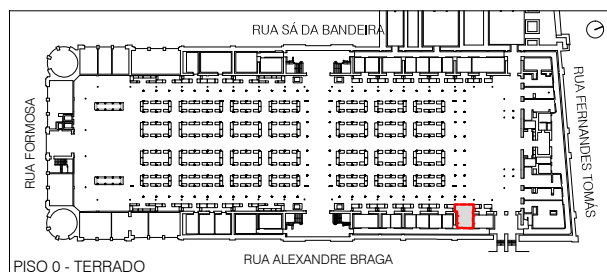 RUA SÁ DA BANDEIRA
RUA FORMOSA
RUA FERNANDES TOMÁS
RUA ALEXANDRE BRAGA
PISO 0 - TERRADO